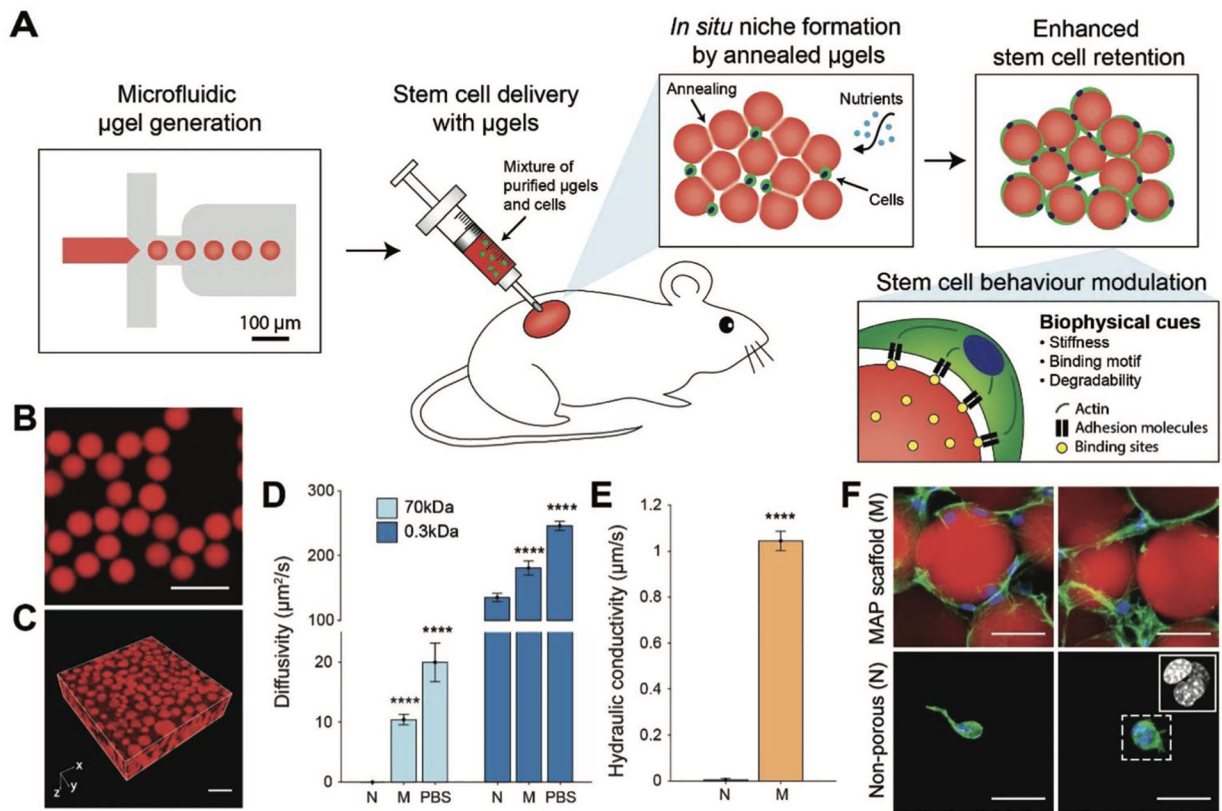 A
Microfluidic
µgel generation
100 µm
Stem cell delivery
with µgels
Mixture of
purified µgels
and cells
In situ niche formation
by annealed µgels
Annealing
Nutrients
Cells
Enhanced
stem cell retention
Stem cell behaviour modulation
Biophysical cues
• Stiffness
• Binding motif
• Degradability
Actin
Adhesion molecules
Binding sites
B
C
x
y
z
D
Diffusivity (µm²/s)
300
200
100
20
10
0
70kDa
0.3kDa
****
****
****
****
N M PBS N M PBS
E
Hydraulic conductivity (µm/s)
1.2
1
0.8
0.6
0.4
0.2
0
****
N M
F
MAP scaffold (M)
Non-porous (N)